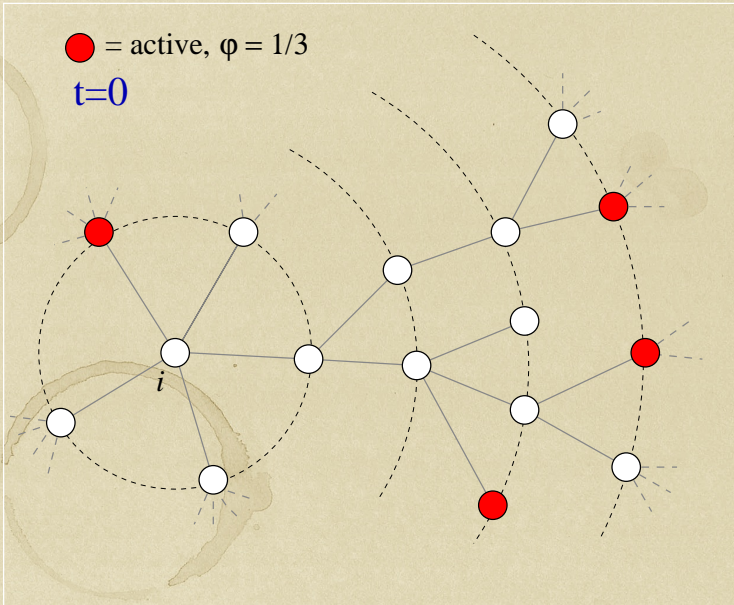 = active, φ = 1/3
t=0
i